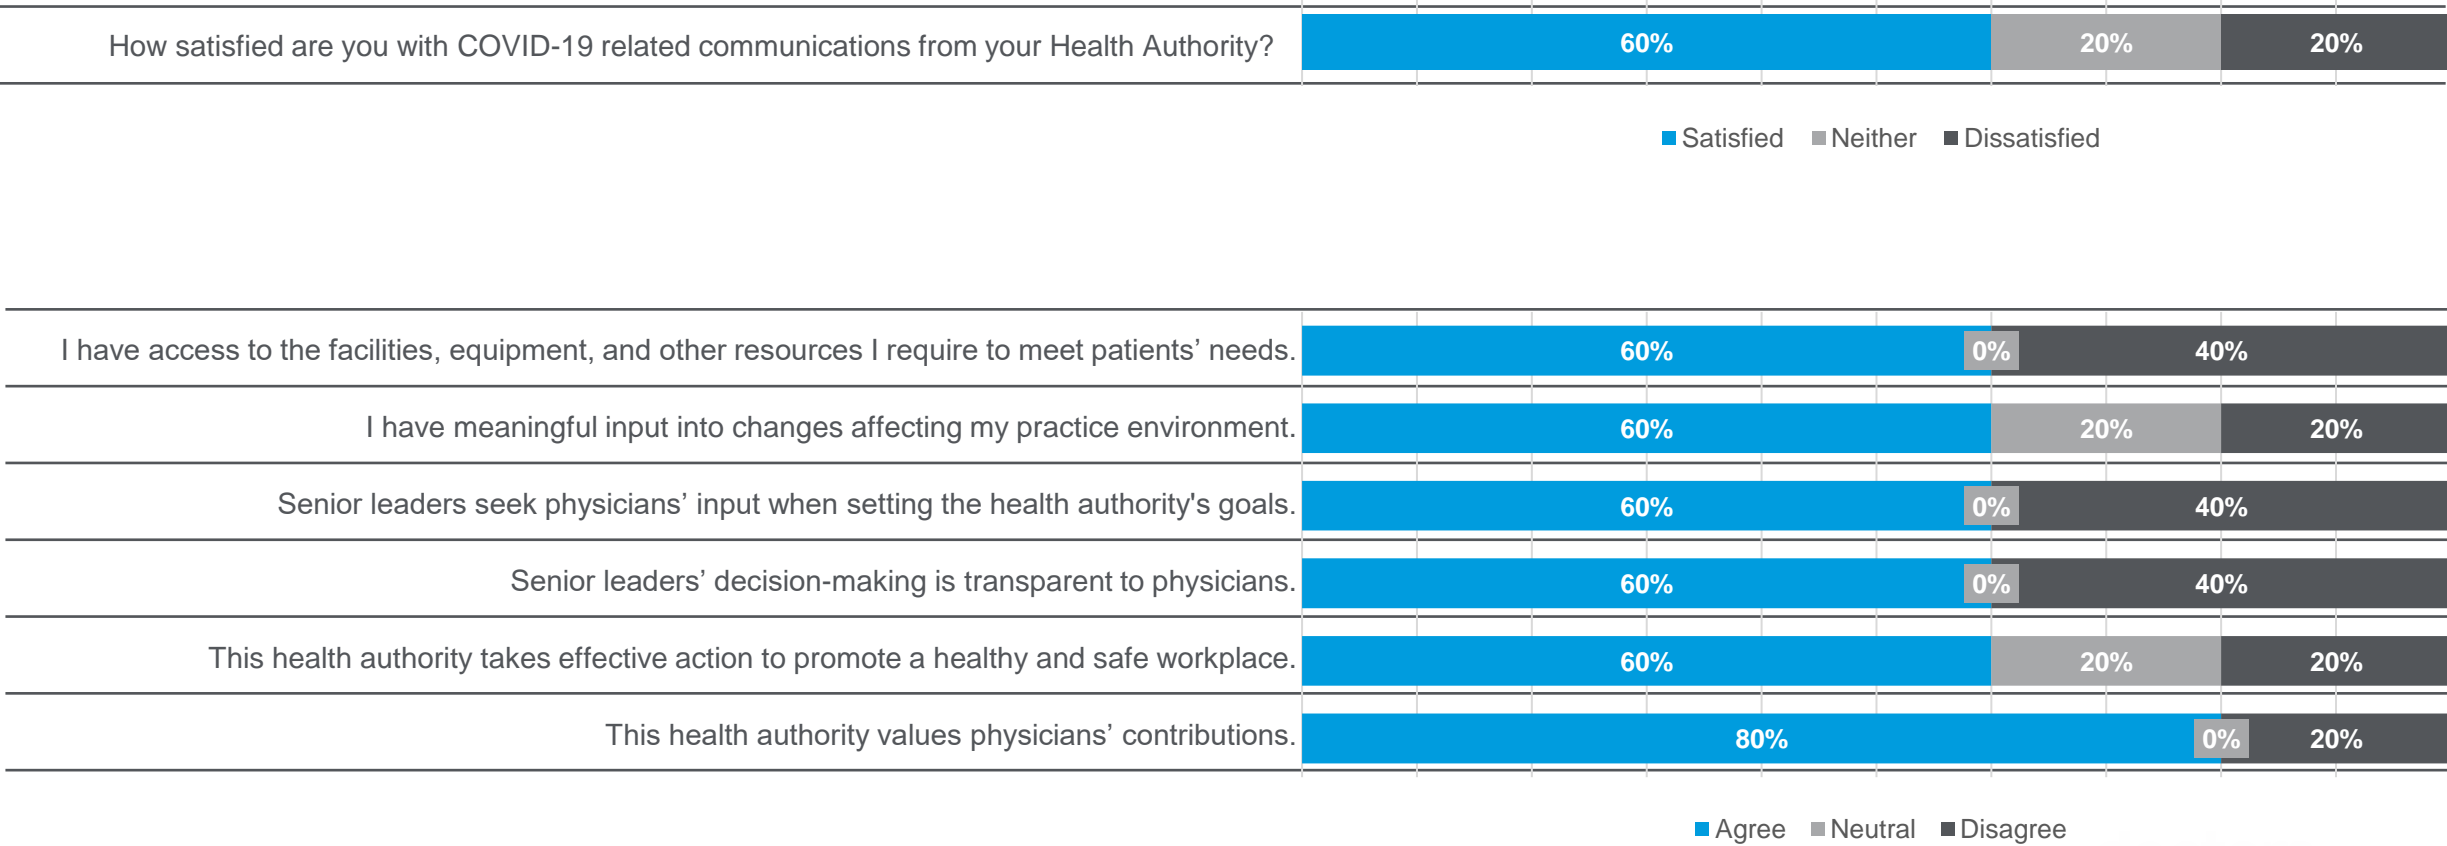 How satisfied are you with COVID-19 related communications from your Health Authority? 60% 20% 20%
Satisfied Neither Dissatisfied
I have access to the facilities, equipment, and other resources I require to meet patients’ needs. 60% 0% 40%
I have meaningful input into changes affecting my practice environment. 60% 20% 20%
Senior leaders seek physicians’ input when setting the health authority's goals. 60% 0% 40%
Senior leaders’ decision-making is transparent to physicians. 60% 0% 40%
This health authority takes effective action to promote a healthy and safe workplace. 60% 20% 20%
This health authority values physicians’ contributions. 80% 0% 20%
Agree Neutral Disagree